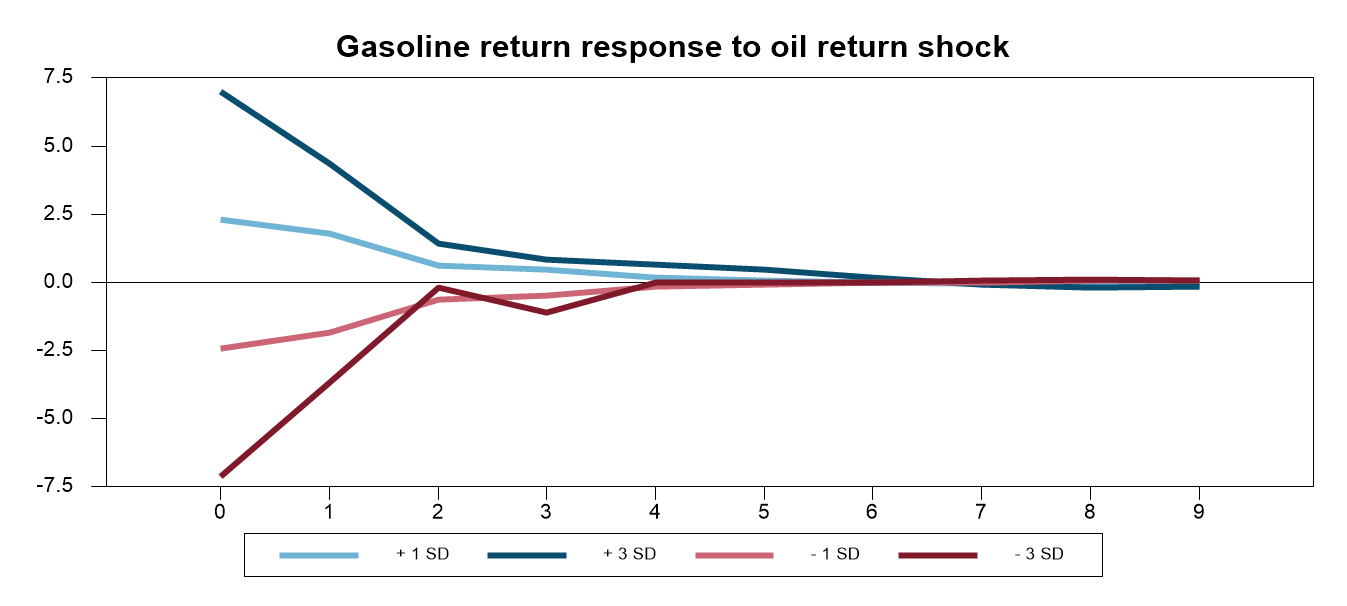 Gasoline return response to oil return shock
7.5
5.0
2.5
0.0
-2.5
-5.0
-7.5
0 1 2 3 4 5 6 7 8 9
+ 1 SD + 3 SD - 1 SD - 3 SD